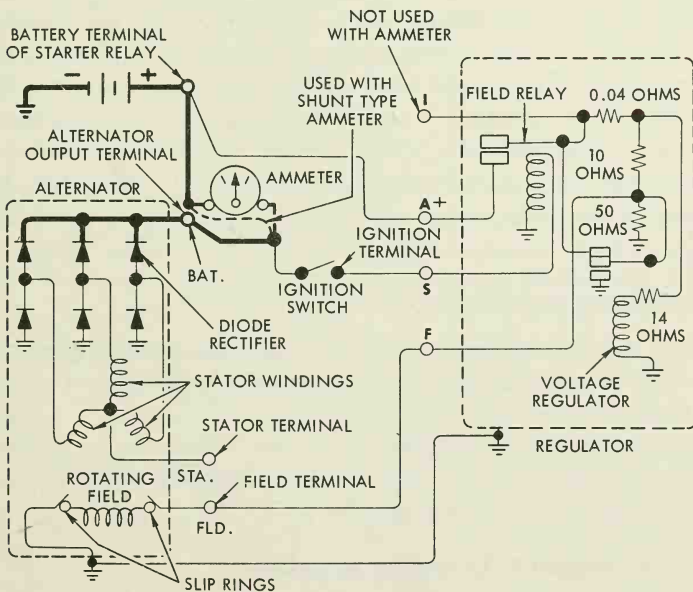 BATTERY TERMINAL
OF STARTER RELAY
NOT USED
WITH AMMETER
USED WITH
SHUNT TYPE
AMMETER
I
FIELD RELAY
0.04 OHMS
10
OHMS
50
OHMS
ALTERNATOR
OUTPUT TERMINAL
AMMETER
ALTERNATOR
A+
IGNITION
TERMINAL
BAT.
IGNITION
SWITCH
S
DIODE
RECTIFIER
F
14
OHMS
STATOR WINDINGS
VOLTAGE
REGULATOR
STATOR TERMINAL
STA.
REGULATOR
ROTATING
FIELD
FIELD TERMINAL
FLD.
SLIP RINGS